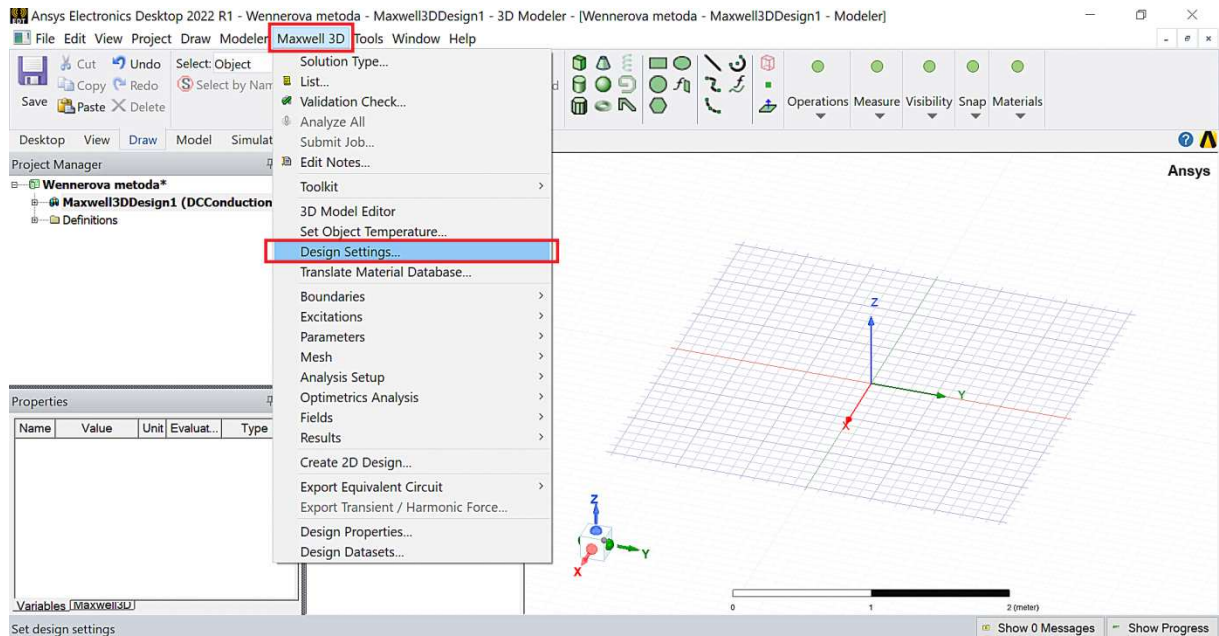 Ansys Electronics Desktop 2022 R1 - Wennerova metoda - Maxwell3DDesign1 - 3D Modeler - [Wennerova metoda - Maxwell3DDesign1 - Modeler]
File Edit View Project Draw Modeler Maxwell 3D Tools Window Help
Save
Cut
Copy
Paste
Undo
Redo
Delete
Select: Object
Select by Nam
Operations Measure Visibility Snap Materials
Desktop View Draw Model Simulat
Project Manager
Wennerova metoda*
Maxwell3DDesign1 (DCConduction
Definitions
Solution Type...
List...
Validation Check...
Analyze All
Submit Job...
Edit Notes...
Toolkit
3D Model Editor
Set Object Temperature...
Design Settings...
Translate Material Database...
Boundaries
Excitations
Parameters
Mesh
Analysis Setup
Optimetrics Analysis
Fields
Results
Create 2D Design...
Export Equivalent Circuit
Export Transient / Harmonic Force...
Design Properties...
Design Datasets...
Properties
Name Value Unit Evaluat... Type
Variables Maxwell3D
Ansys
Z
Y
X
Z
Y
X
0 1 2 (meter)
Set design settings
Show 0 Messages
Show Progress